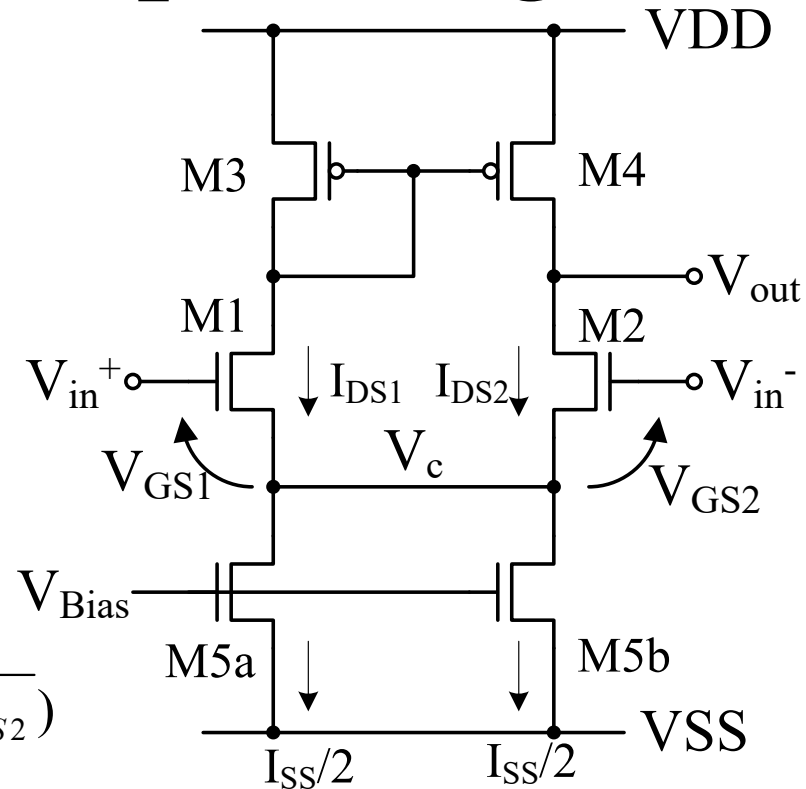 VDD
M3
M4
V_out
M1
M2
V_in^+
I_DS1
I_DS2
V_in^-
V_GS1
V_c
V_GS2
V_Bias
M5a
M5b
S2 )
VSS
I_SS/2
I_SS/2